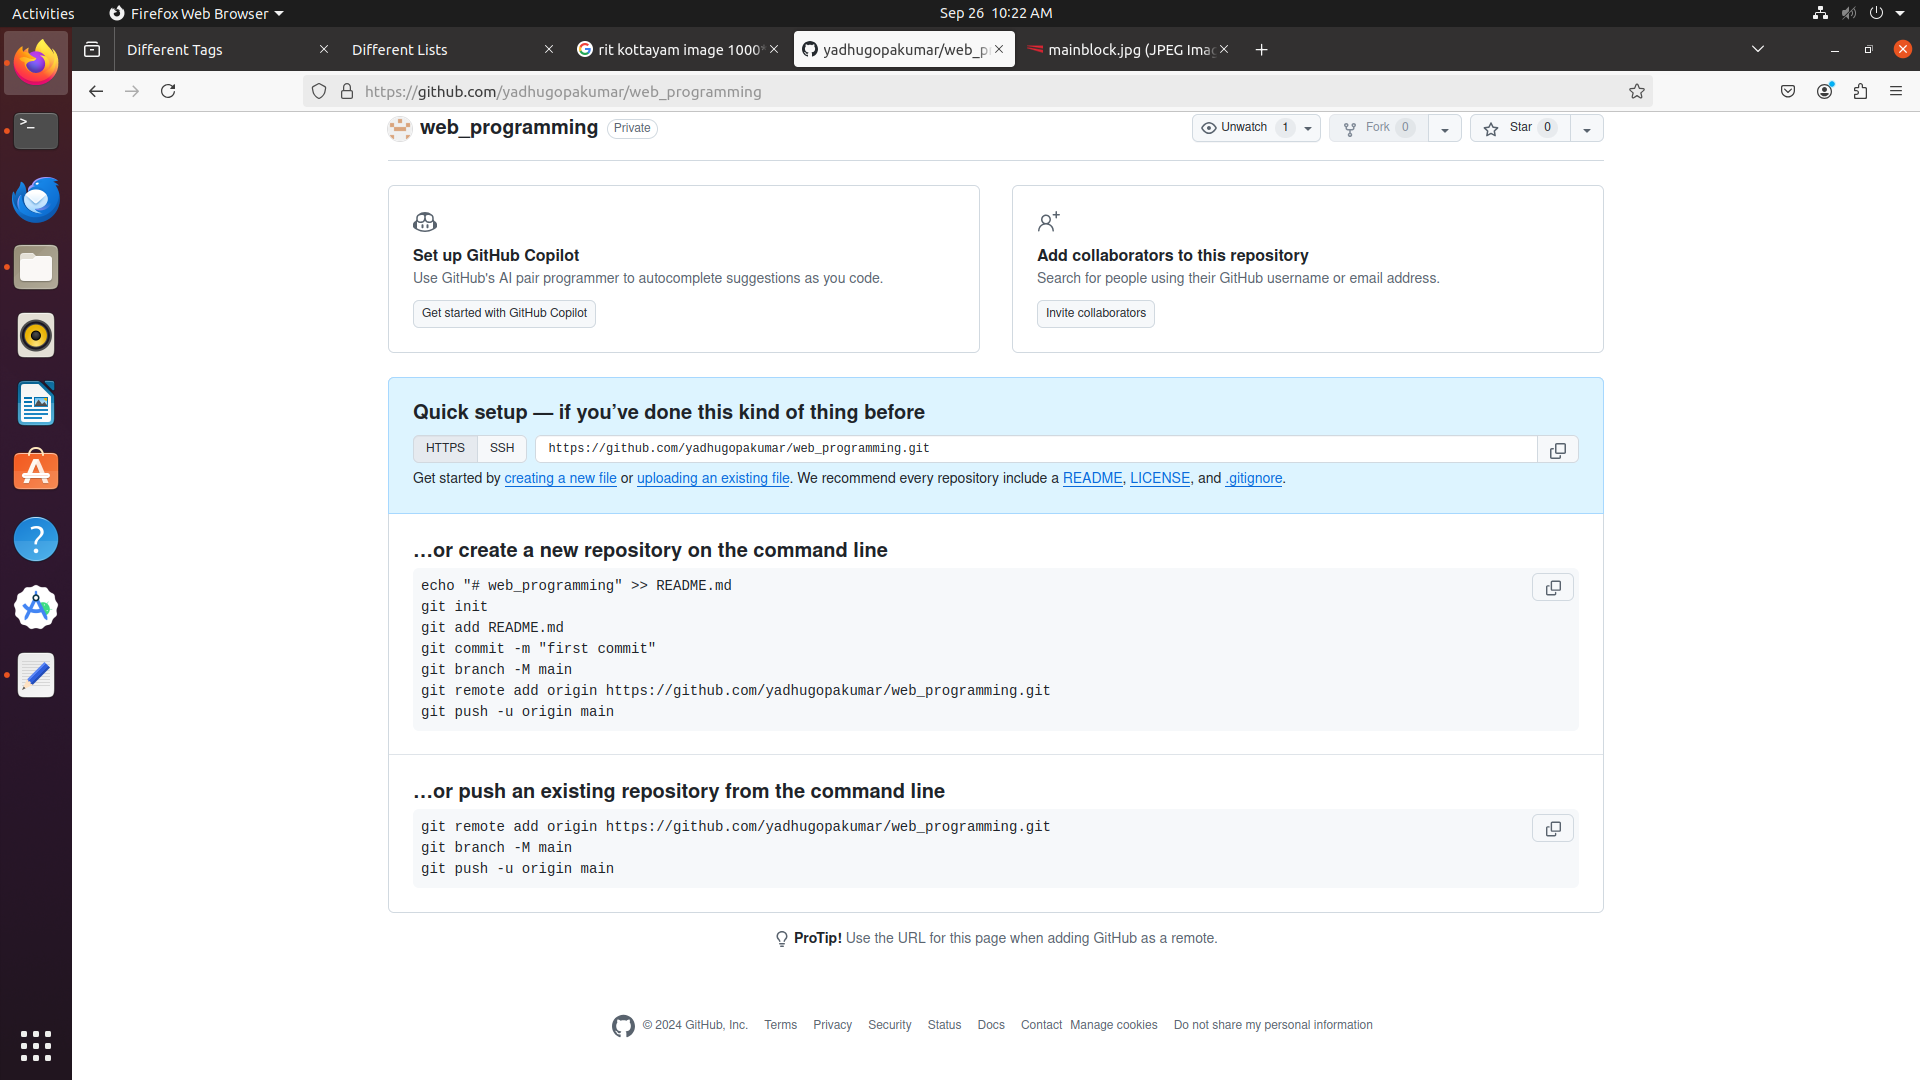 Activities
Firefox Web Browser
Sep 26 10:22 AM
Different Tags
Different Lists
rit kottayam image 1000*
yadhugopakumar/web_p
mainblock.jpg (JPEG Imag
https://github.com/yadhugopakumar/web_programming
web_programming
Private
Unwatch 1
Fork 0
Star 0
Set up GitHub Copilot
Use GitHub's AI pair programmer to autocomplete suggestions as you code.
Get started with GitHub Copilot
Add collaborators to this repository
Search for people using their GitHub username or email address.
Invite collaborators
Quick setup — if you’ve done this kind of thing before
HTTPS
SSH
https://github.com/yadhugopakumar/web_programming.git
Get started by creating a new file or uploading an existing file. We recommend every repository include a README, LICENSE, and .gitignore.
…or create a new repository on the command line
echo "# web_programming" >> README.md
git init
git add README.md
git commit -m "first commit"
git branch -M main
git remote add origin https://github.com/yadhugopakumar/web_programming.git
git push -u origin main
…or push an existing repository from the command line
git remote add origin https://github.com/yadhugopakumar/web_programming.git
git branch -M main
git push -u origin main
ProTip! Use the URL for this page when adding GitHub as a remote.
© 2024 GitHub, Inc. Terms Privacy Security Status Docs Contact Manage cookies Do not share my personal information